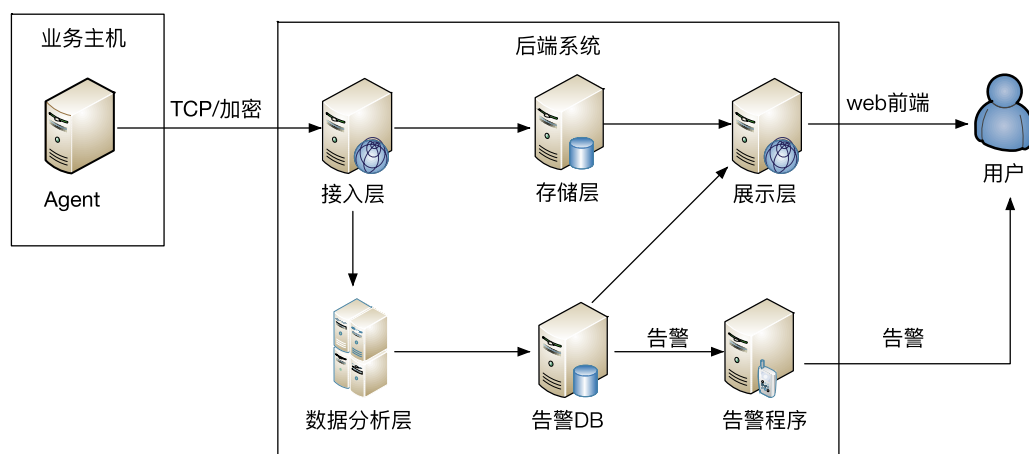 业务主机
后端系统
TCP/加密
web前端
Agent
接入层
存储层
展示层
用户
告警
告警
数据分析层
告警DB
告警程序